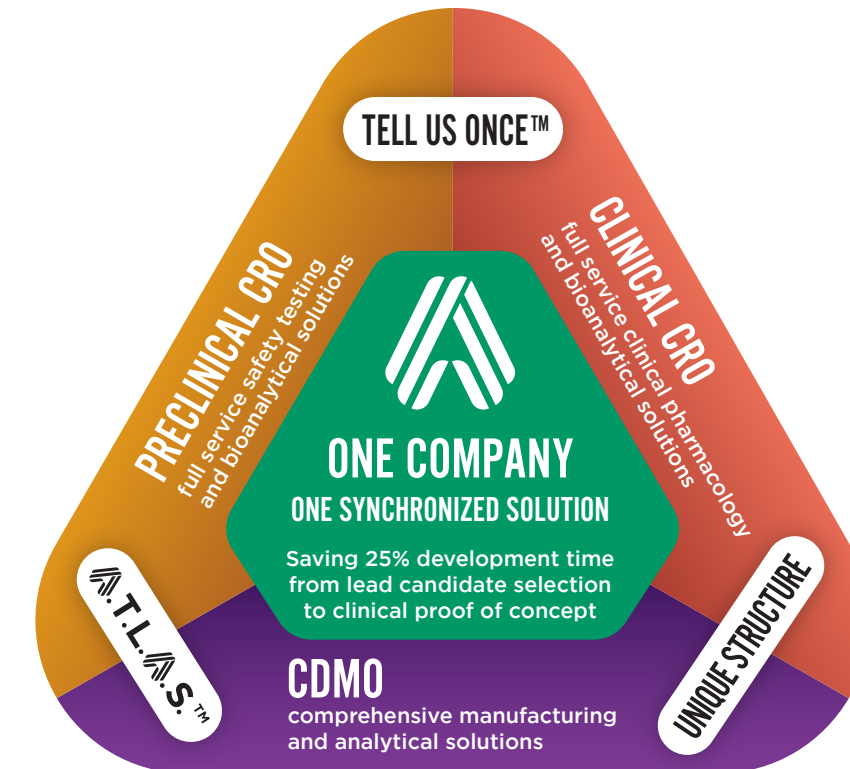 TELL US ONCE™
PRECLINICAL CRO
full service safety testing
and bioanalytical solutions
CLINICAL CRO
full service clinical pharmacology
and bioanalytical solutions
ONE COMPANY
ONE SYNCHRONIZED SOLUTION
Saving 25% development time
from lead candidate selection
to clinical proof of concept
A.T.L.A.S.™
UNIQUE STRUCTURE
CDMO
comprehensive manufacturing
and analytical solutions